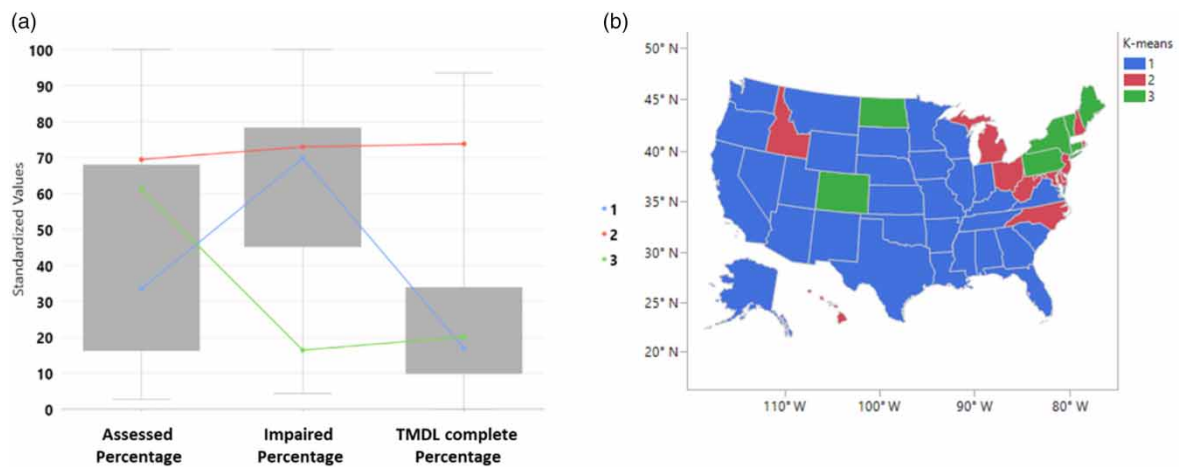 (a)
Standardized Values
100
90
80
70
60
50
40
30
20
10
0
Assessed
Percentage
Impaired
Percentage
TMDL complete
Percentage
1
2
3
(b)
50° N
45° N
40° N
35° N
30° N
25° N
20° N
110° W
100° W
90° W
80° W
K-means
1
2
3